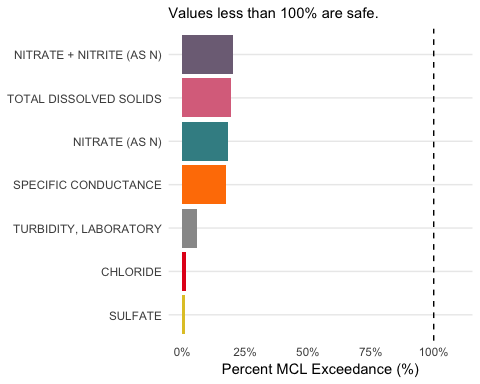 Values less than 100% are safe.
NITRATE + NITRITE (AS N)
TOTAL DISSOLVED SOLIDS
NITRATE (AS N)
SPECIFIC CONDUCTANCE
TURBIDITY, LABORATORY
CHLORIDE
SULFATE
0% 25% 50% 75% 100%
Percent MCL Exceedance (%)